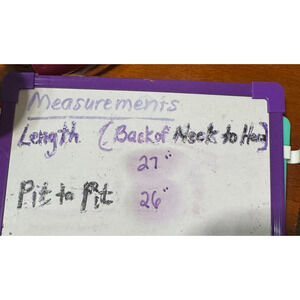 Measurements
Length (Back of Neck to Hem)
27"
Pit to Pit 26"